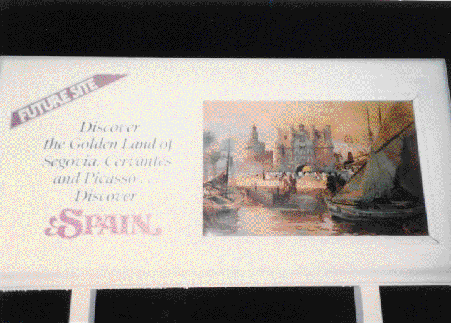 FUTURE SITE
Discover
the Golden Land of
Segovia, Cervantes
and Picasso
Discover
SPAIN